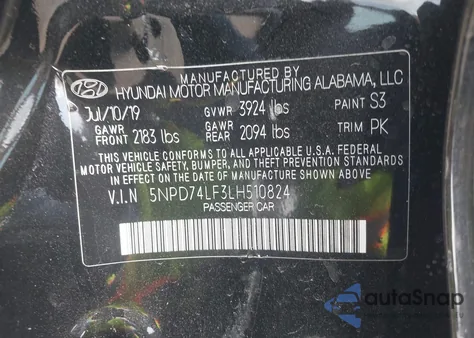 MANUFACTURED BY
HYUNDAI MOTOR MANUFACTURING ALABAMA, LLC
Jul/10/19 GVWR 3924 lbs PAINT S3
GAWR FRONT 2183 lbs GAWR REAR 2094 lbs TRIM PK
THIS VEHICLE CONFORMS TO ALL APPLICABLE U.S.A. FEDERAL
MOTOR VEHICLE SAFETY, BUMPER, AND THEFT PREVENTION STANDARDS
IN EFFECT ON THE DATE OF MANUFACTURE SHOWN ABOVE.
V.I.N 5NPD74LF3LH510824
PASSENGER CAR
autoSnap